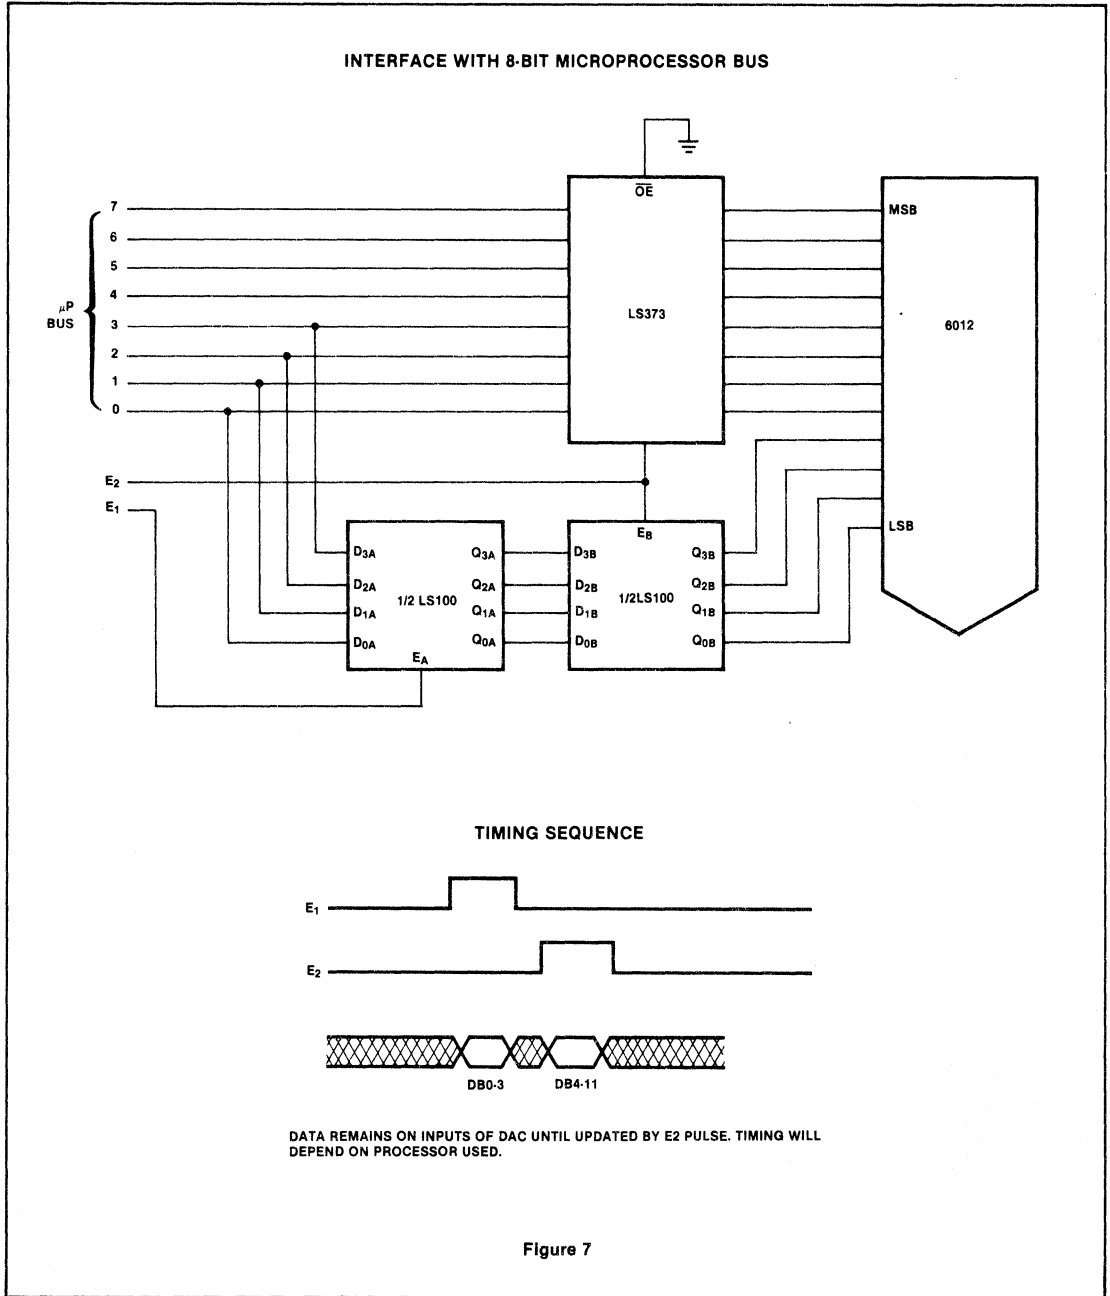 INTERFACE WITH 8-BIT MICROPROCESSOR BUS
OE
7
6
5
4
3
2
1
0
μP
BUS
LS373
MSB
6012
LSB
E2
E1
D3A
D2A
D1A
D0A
1/2 LS100
Q3A
Q2A
Q1A
Q0A
EA
EB
D3B
D2B
D1B
D0B
1/2LS100
Q3B
Q2B
Q1B
Q0B
TIMING SEQUENCE
E1
E2
DB0-3 DB4-11
DATA REMAINS ON INPUTS OF DAC UNTIL UPDATED BY E2 PULSE. TIMING WILL
DEPEND ON PROCESSOR USED.
Figure 7